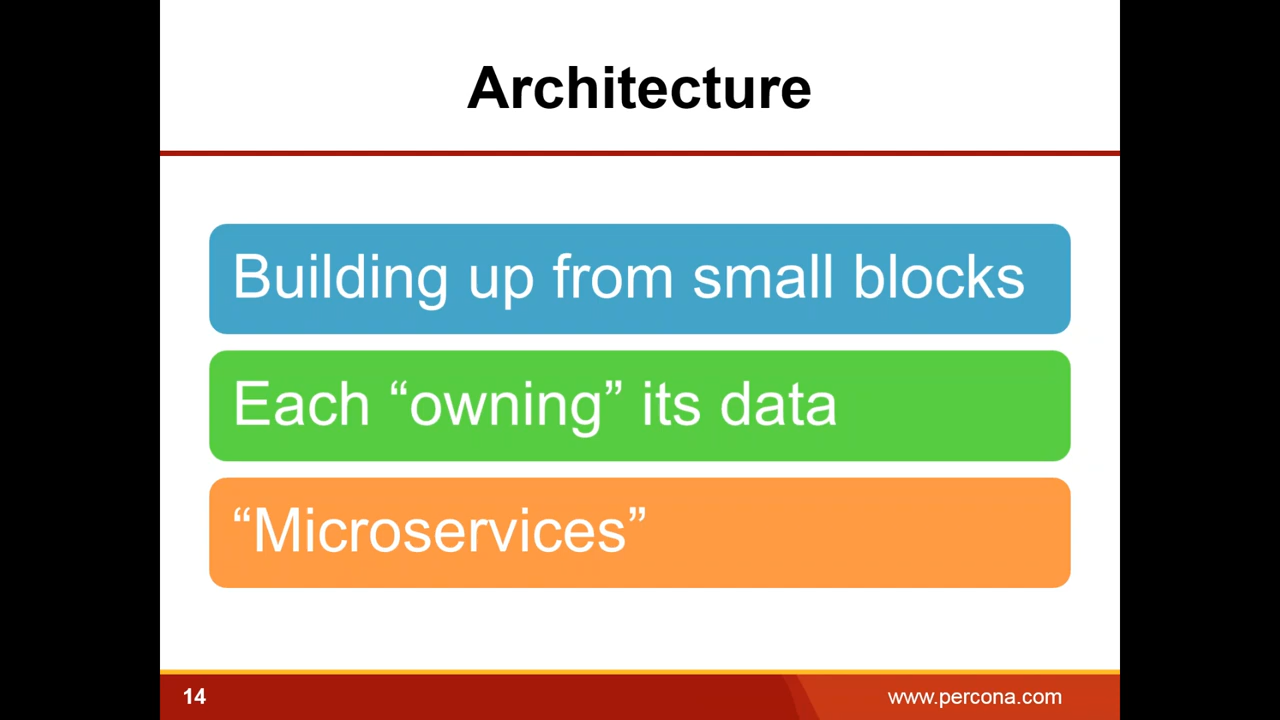 Architecture
Building up from small blocks
Each “owning” its data
“Microservices”
14
www.percona.com